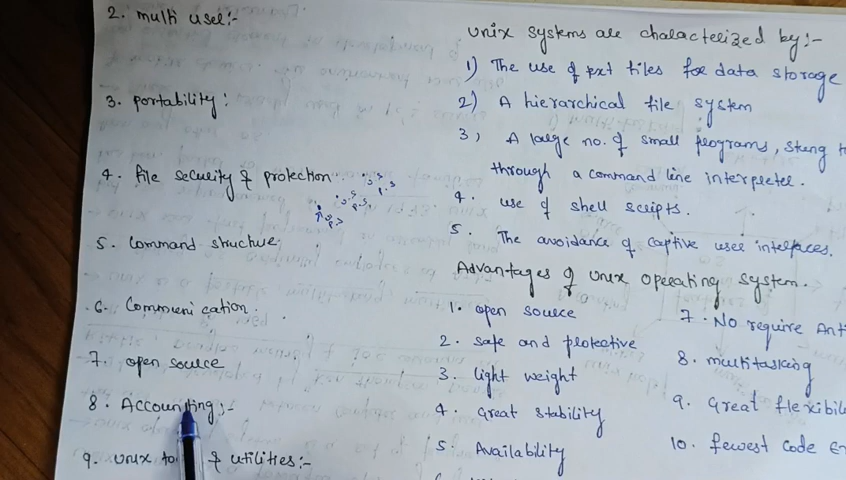 2. multi user:-
3. portability:
4. File security & protection
5. Command structure
6. Communication.
7. open source
8. Accounting:-
9. Unix & utilities:-
Unix systems are characterized by:-
1) The use of text files for data storage
2) A hierarchical file system
3, A large no. of small programs, strung
through a command line interpreter.
4. use of shell scripts.
5. The avoidance of captive user interfaces.
Advantages of Unix Operating System.
1. open source
2. safe and protective
3. light weight
4. Great stability
5. Availability
7. No require
8. multitasking
9. Great
10. fewest code